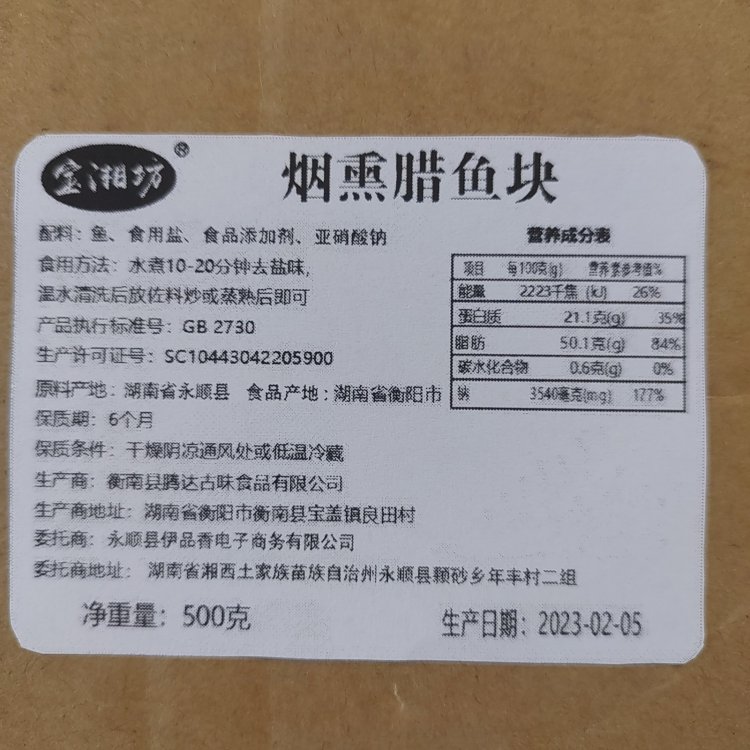 宝湘坊®
烟熏腊鱼块
配料：鱼、食用盐、食品添加剂、亚硝酸钠
食用方法：水煮10-20分钟去盐味,
温水清洗后放佐料炒或蒸熟后即可
产品执行标准号：GB 2730
生产许可证号：SC10443042205900
原料产地：湖南省永顺县 食品产地：湖南省衡阳市
保质期：6个月
保质条件：干燥阴凉通风处或低温冷藏
生产商：衡南县腾达古味食品有限公司
生产商地址：湖南省衡阳市衡南县宝盖镇良田村
委托商：永顺县伊品香电子商务有限公司
委托商地址：湖南省湘西土家族苗族自治州永顺县颗砂乡年丰村二组
净重量：500克
生产日期：2023-02-05
营养成分表
项目 每100克(g) 营养素参考值%
能量 2223千焦 (kJ) 26%
蛋白质 21.1克(g) 35%
脂肪 50.1克(g) 84%
碳水化合物 0.6克(g) 0%
钠 3540毫克(mg) 177%